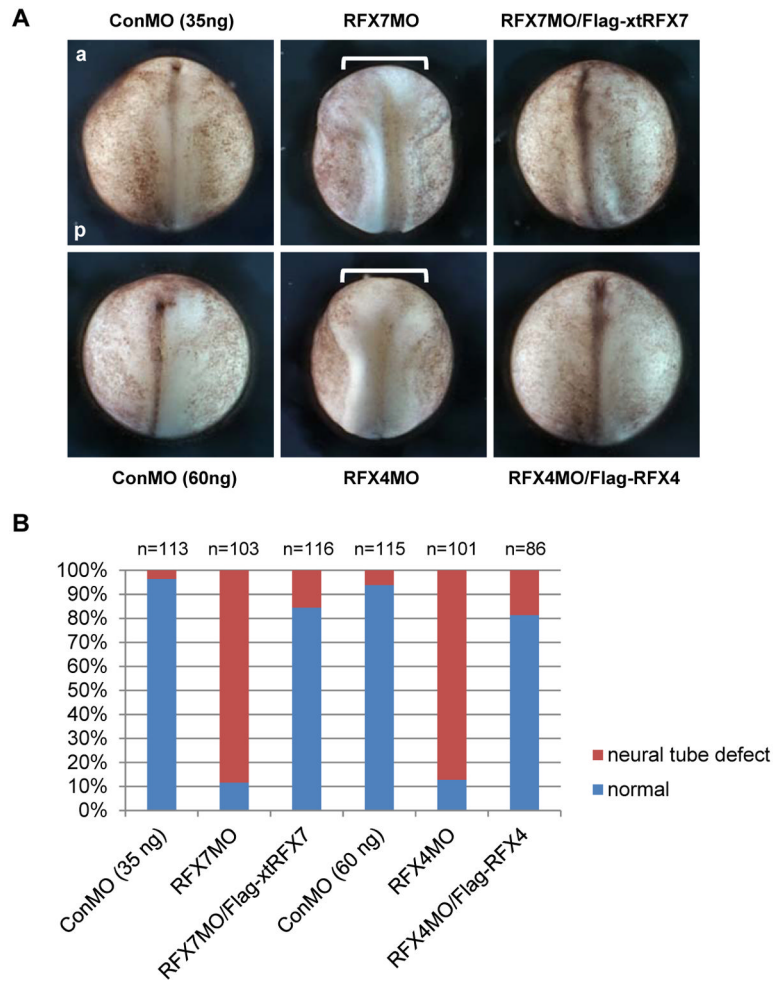 A
ConMO (35ng) RFX7MO RFX7MO/Flag-xtRFX7
a
p
ConMO (60ng) RFX4MO RFX4MO/Flag-RFX4
B
n=113 n=103 n=116 n=115 n=101 n=86
100%
90%
80%
70%
60%
50%
40%
30%
20%
10%
0%
neural tube defect
normal
ConMO (35 ng)
RFX7MO
RFX7MO/Flag-xtRFX7
ConMO (60 ng)
RFX4MO
RFX4MO/Flag-RFX4